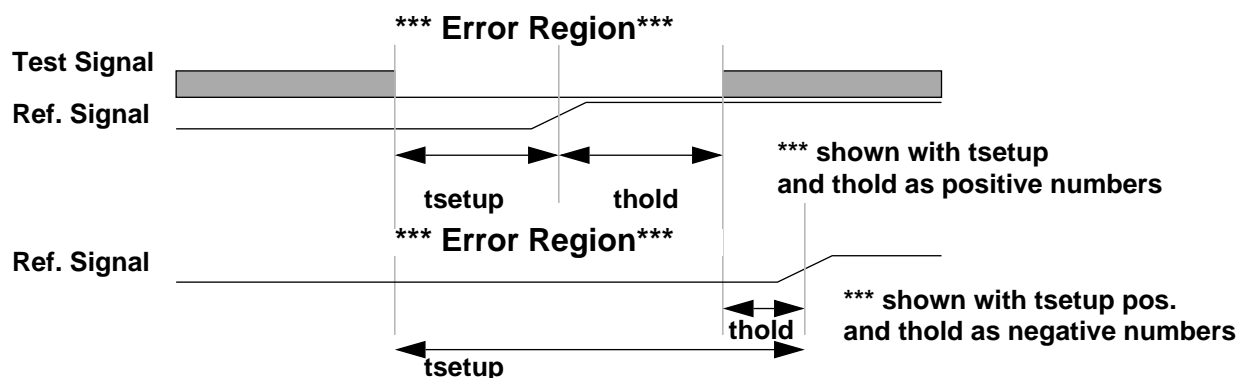 *** Error Region***
Test Signal
Ref. Signal
*** shown with tsetup
and thold as positive numbers
tsetup
thold
*** Error Region***
Ref. Signal
*** shown with tsetup pos.
and thold as negative numbers
thold
tsetup